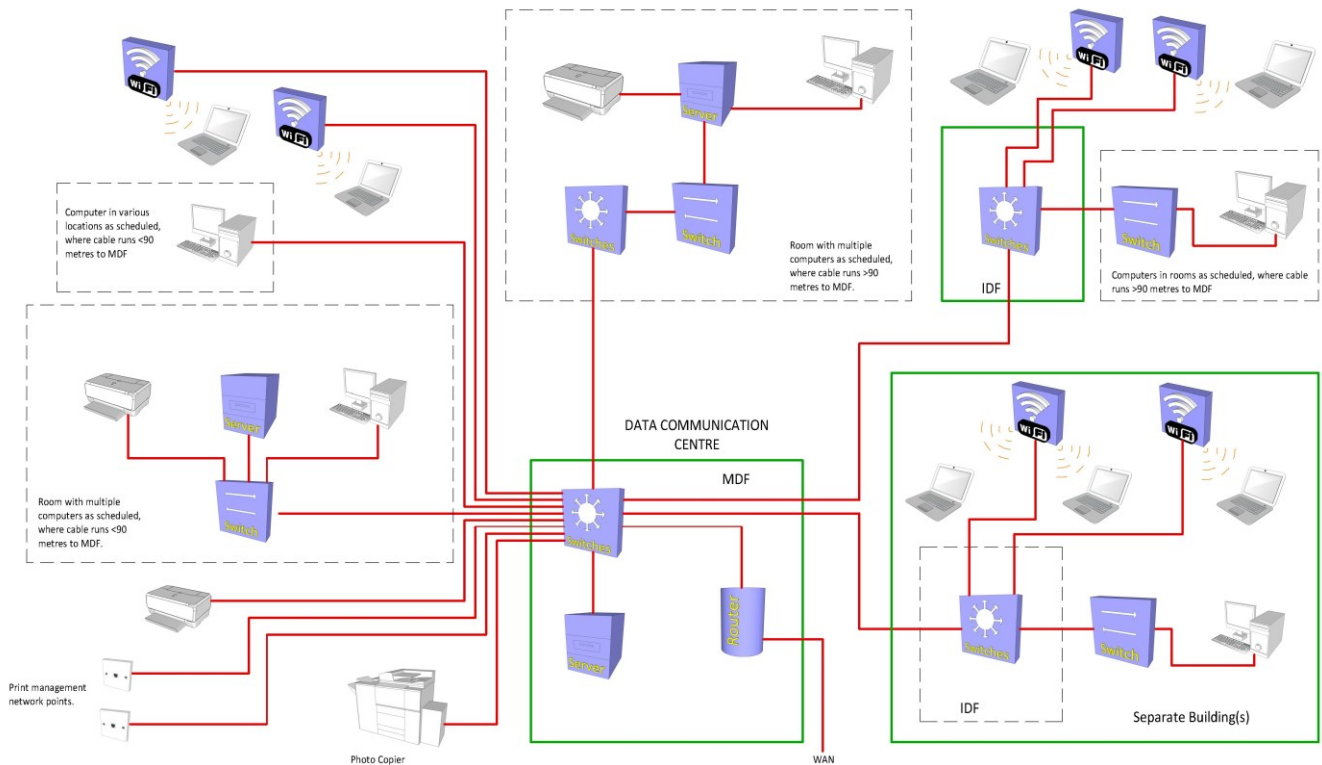 Wi Fi
Wi Fi
Computer in various
locations as scheduled,
where cable runs <90
metres to MDF
Server
Switches
Switch
Room with multiple
computers as scheduled,
where cable runs >90
metres to MDF.
Wi Fi
Wi Fi
Switches
IDF
Switch
Computers in rooms as scheduled, where cable
runs >90 metres to MDF
Server
Switch
Room with multiple
computers as scheduled,
where cable runs <90
metres to MDF.
DATA COMMUNICATION
CENTRE
MDF
Switches
Server
Router
WAN
Wi Fi
Wi Fi
Switches
IDF
Switch
Separate Building(s)
Print management
network points.
Photo Copier